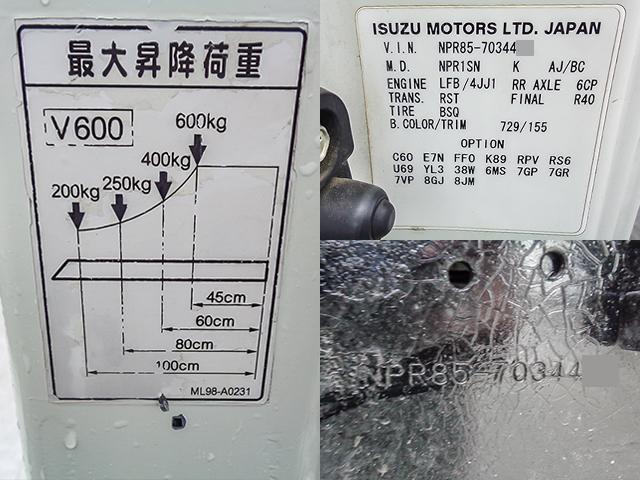 最大昇降荷重
V600
600kg
400kg
250kg
200kg
45cm
60cm
80cm
100cm
ML98-A0231
ISUZU MOTORS LTD. JAPAN
V.I.N. NPR85-70344
M.D. NPR1SN K AJ/BC
ENGINE LFB/4JJ1 RR AXLE 6CP
TRANS. RST FINAL R40
TIRE BSQ
B.COLOR/TRIM 729/155
OPTION
C60 E7N FFO K89 RPV RS6
U69 YL3 38W 6MS 7GP 7GR
7VP 8GJ 8JM
NPR85-70344